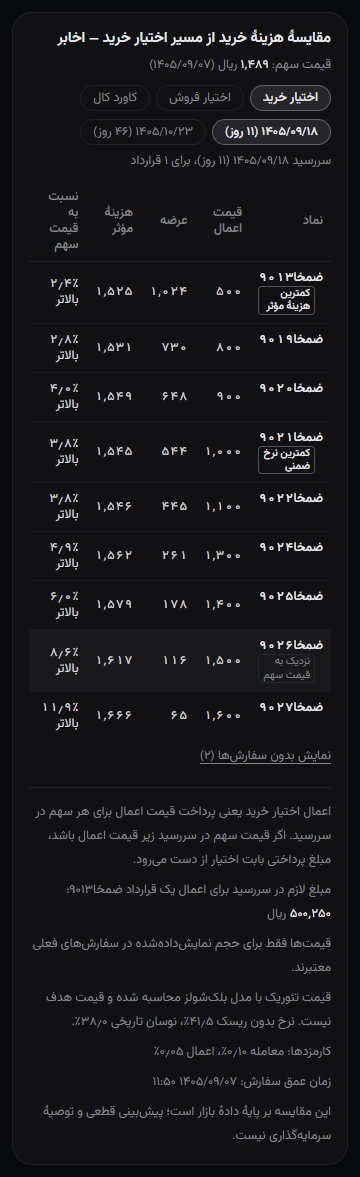 مقایسهٔ هزینهٔ خرید از مسیر اختیار خرید – اخابر
قیمت سهم: ۱,۴۸۹ ریال (۱۴۰۵/۰۹/۰۷)
اختیار خرید
اختیار فروش
کاورد کال
۱۴۰۵/۰۹/۱۸ (۱۱ روز)
۱۴۰۵/۱۰/۲۳ (۴۶ روز)
سررسید ۱۴۰۵/۰۹/۱۸ (۱۱ روز)، برای ۱ قرارداد
نماد قیمت اعمال عرضه هزینهٔ مؤثر نسبت به قیمت سهم
ضمخا۹۰۱۳ ۵۰۰ ۱,۰۲۴ ۱,۵۲۵ ۲٫۴٪ بالاتر
کمترین هزینهٔ مؤثر
ضمخا۹۰۱۹ ۸۰۰ ۷۳۰ ۱,۵۳۱ ۲٫۸٪ بالاتر
ضمخا۹۰۲۰ ۹۰۰ ۶۴۸ ۱,۵۴۹ ۴٫۰٪ بالاتر
ضمخا۹۰۲۱ ۱,۰۰۰ ۵۴۴ ۱,۵۴۵ ۳٫۸٪ بالاتر
کمترین نرخ ضمنی
ضمخا۹۰۲۲ ۱,۱۰۰ ۴۴۵ ۱,۵۴۶ ۳٫۸٪ بالاتر
ضمخا۹۰۲۴ ۱,۳۰۰ ۲۶۱ ۱,۵۶۲ ۴٫۹٪ بالاتر
ضمخا۹۰۲۵ ۱,۴۰۰ ۱۷۸ ۱,۵۷۹ ۶٫۰٪ بالاتر
ضمخا۹۰۲۶ ۱,۵۰۰ ۱۱۶ ۱,۶۱۷ ۸٫۶٪ بالاتر
نزدیک به قیمت سهم
ضمخا۹۰۲۷ ۱,۶۰۰ ۶۵ ۱,۶۶۶ ۱۱٫۹٪ بالاتر
نمایش بدون سفارش‌ها (۲)
اعمال اختیار خرید یعنی پرداخت قیمت اعمال برای هر سهم در
سررسید. اگر قیمت سهم در سررسید زیر قیمت اعمال باشد،
مبلغ پرداختی بابت اختیار از دست می‌رود.
مبلغ لازم در سررسید برای اعمال یک قرارداد ضمخا۹۰۱۳:
۵۰۰,۲۵۰ ریال
قیمت‌ها فقط برای حجم نمایش‌داده‌شده در سفارش‌های فعلی
معتبرند.
قیمت تئوریک با مدل بلک‌شولز محاسبه شده و قیمت هدف
نیست. نرخ بدون ریسک ۴۱٫۵٪، نوسان تاریخی ۳۸٫۰٪.
کارمزدها: معامله ۰٫۱۰٪، اعمال ۰٫۰۵٪
زمان عمق سفارش: ۱۴۰۵/۰۹/۰۷ ۱۱:۵۰
این مقایسه بر پایهٔ دادهٔ بازار است؛ پیش‌بینی قطعی و توصیهٔ
سرمایه‌گذاری نیست.